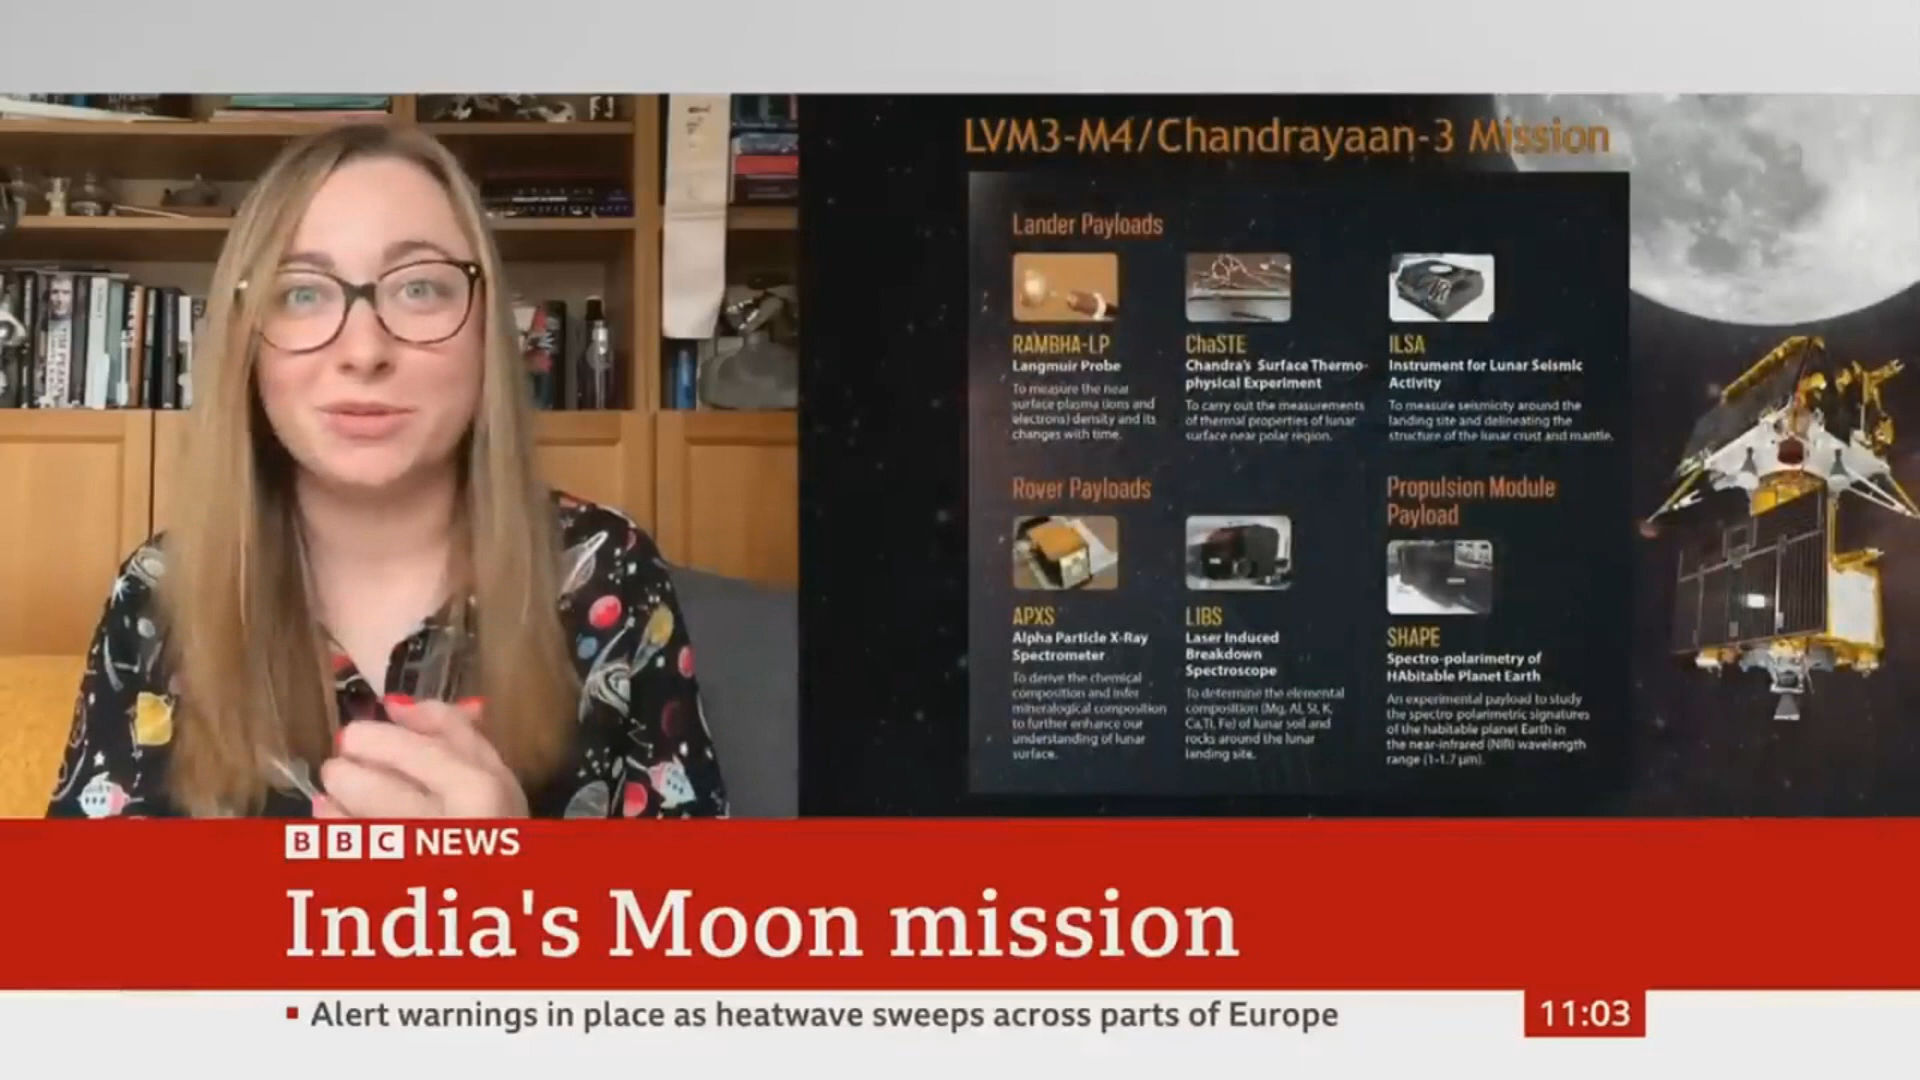 LVM3-M4/Chandrayaan-3 Mission
Lander Payloads
RAMBHA-LP
Langmuir Probe
To measure the near
surface plasma (ions and
electrons) density and its
changes with time.
ChaSTE
Chandra's Surface Thermo-
physical Experiment
To carry out the measurements
of thermal properties of lunar
surface near polar region.
ILSA
Instrument for Lunar Seismic
Activity
To measure seismicity around the
landing site and delineating the
structure of the lunar crust and mantle.
Rover Payloads
APXS
Alpha Particle X-Ray
Spectrometer
To derive the chemical
composition and infer
mineralogical composition
to further enhance our
understanding of lunar
surface.
LIBS
Laser Induced
Breakdown
Spectroscope
To determine the elemental
composition (Mg, Al, Si, K,
Ca,Ti, Fe) of lunar soil and
rocks around the lunar
landing site.
Propulsion Module
Payload
SHAPE
Spectro-polarimetry of
HAbitable Planet Earth
An experimental payload to study
the spectro polarimetric signatures
of the habitable planet Earth in
the near-infrared (NIR) wavelength
range (1-1.7 μm).
BBC NEWS
India's Moon mission
Alert warnings in place as heatwave sweeps across parts of Europe
11:03